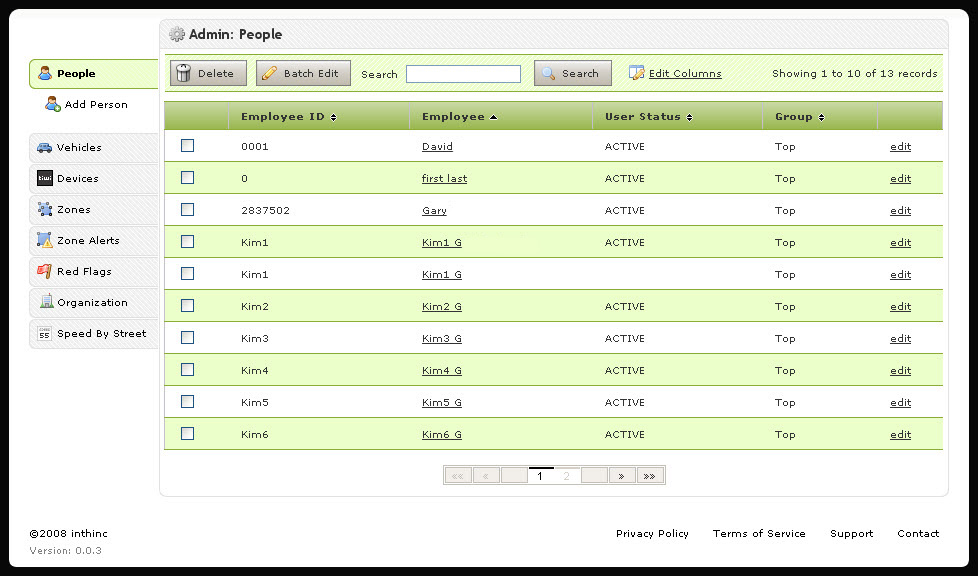 Admin: People
People
Add Person
Vehicles
tiwi Devices
Zones
Zone Alerts
Red Flags
Organization
55 Speed By Street
Delete Batch Edit Search Search Edit Columns Showing 1 to 10 of 13 records
Employee ID Employee User Status Group
0001 David ACTIVE Top edit
0 first last ACTIVE Top edit
2837502 Gary ACTIVE Top edit
Kim1 Kim1 G ACTIVE Top edit
Kim1 Kim1 G Top edit
Kim2 Kim2 G ACTIVE Top edit
Kim3 Kim3 G ACTIVE Top edit
Kim4 Kim4 G ACTIVE Top edit
Kim5 Kim5 G ACTIVE Top edit
Kim6 Kim6 G ACTIVE Top edit
«« « 1 2 » »»
©2008 inthinc Privacy Policy Terms of Service Support Contact
Version: 0.0.3